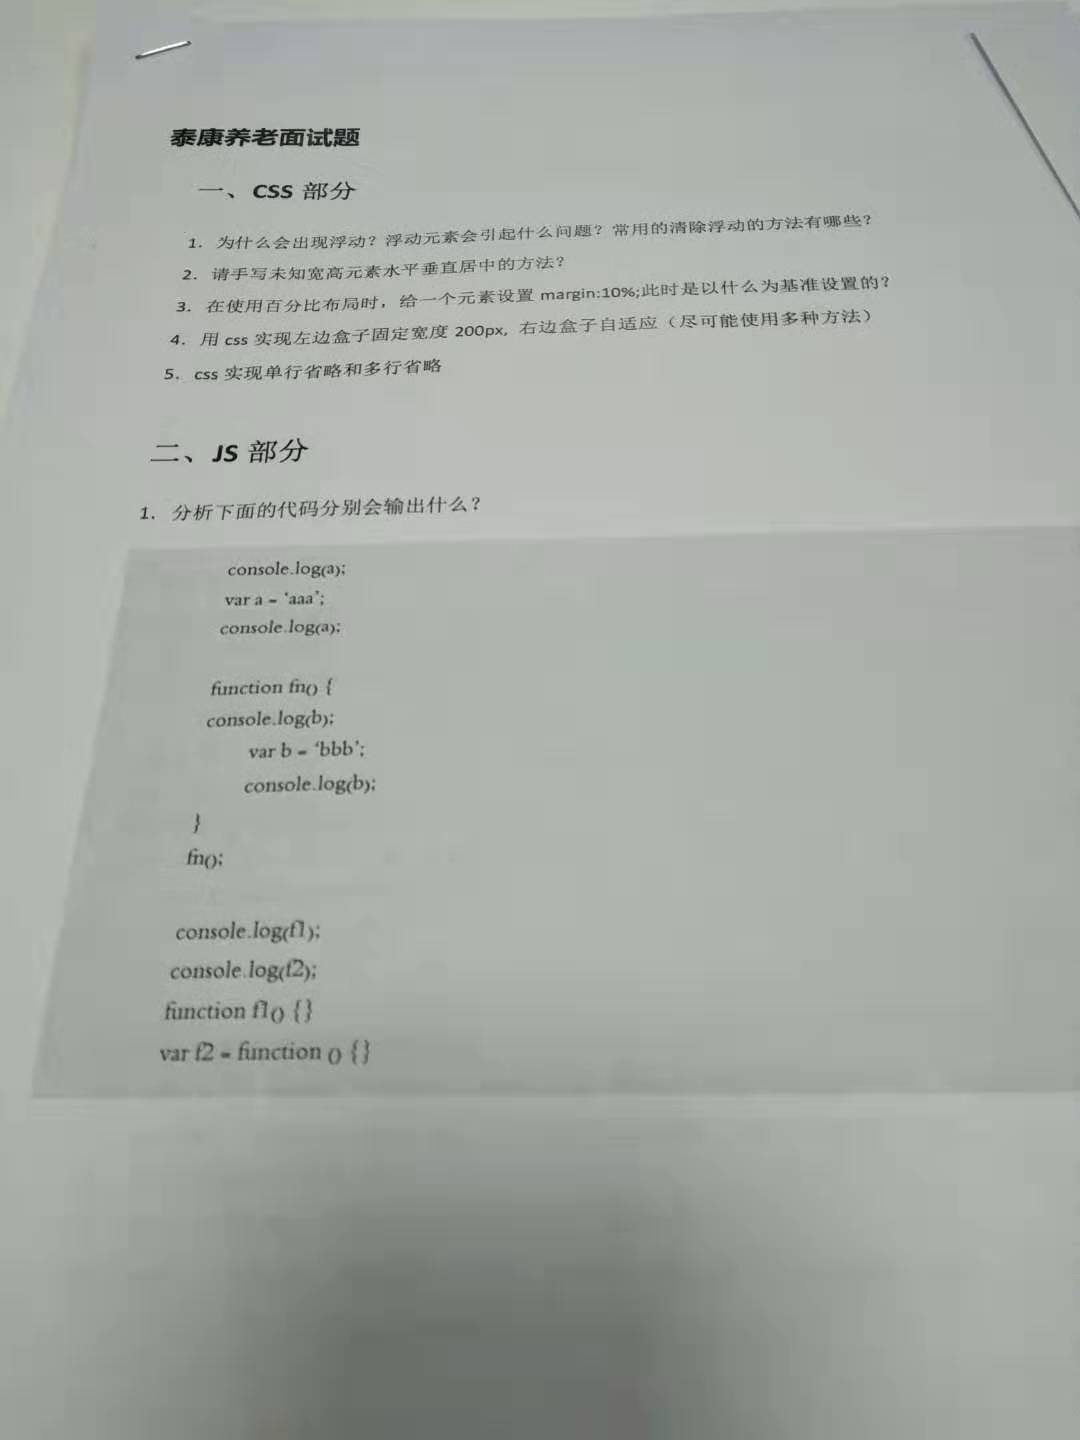 泰康养老面试题
一、CSS 部分
1. 为什么会出现浮动？浮动元素会引起什么问题？常用的清除浮动的方法有哪些？
2. 请手写未知宽高元素水平垂直居中的方法？
3. 在使用百分比布局时，给一个元素设置 margin:10%;此时是以什么为基准设置的？
4. 用 css 实现左边盒子固定宽度 200px, 右边盒子自适应（尽可能使用多种方法）
5. css 实现单行省略和多行省略
二、JS 部分
1. 分析下面的代码分别会输出什么？
console.log(a);
var a = ‘aaa’;
console.log(a);
function fn() {
console.log(b);
var b = ‘bbb’;
console.log(b);
}
fn();
console.log(f1);
console.log(f2);
function f1() {}
var f2 = function () {}